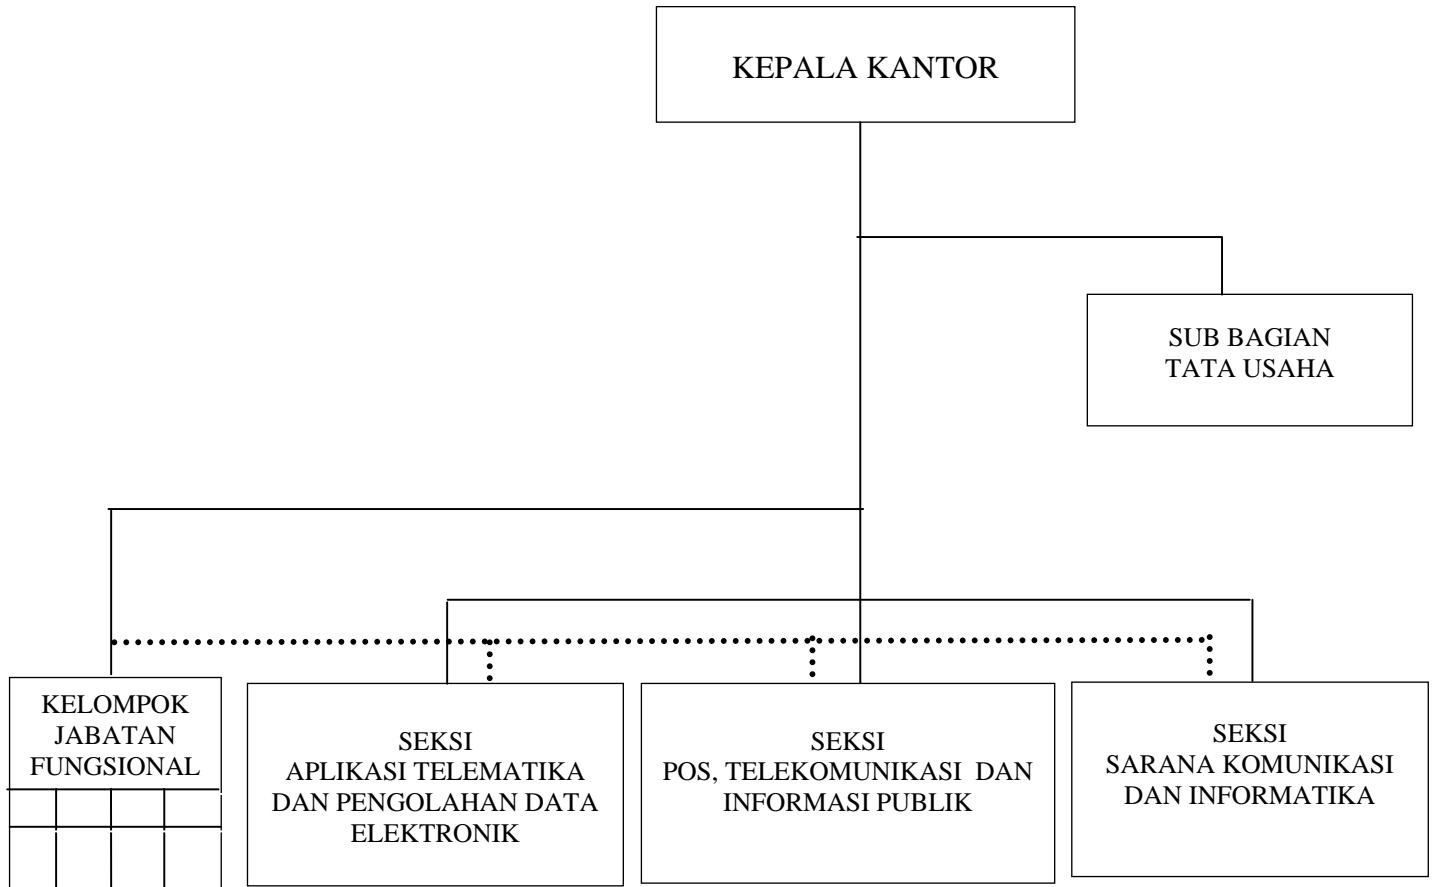 KEPALA KANTOR
SUB BAGIAN
TATA USAHA
KELOMPOK
JABATAN
FUNGSIONAL
SEKSI
APLIKASI TELEMATIKA
DAN PENGOLAHAN DATA
ELEKTRONIK
SEKSI
POS, TELEKOMUNIKASI DAN
INFORMASI PUBLIK
SEKSI
SARANA KOMUNIKASI
DAN INFORMATIKA